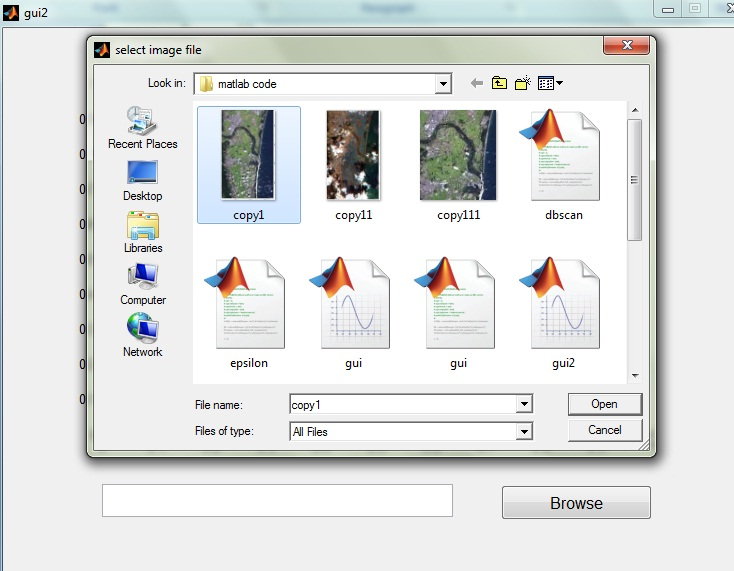 gui2
select image file
Look in:
matlab code
Recent Places
Desktop
Libraries
Computer
Network
copy1
copy11
copy111
dbscan
epsilon
gui
gui
gui2
File name:
copy1
Open
Files of type:
All Files
Cancel
Browse